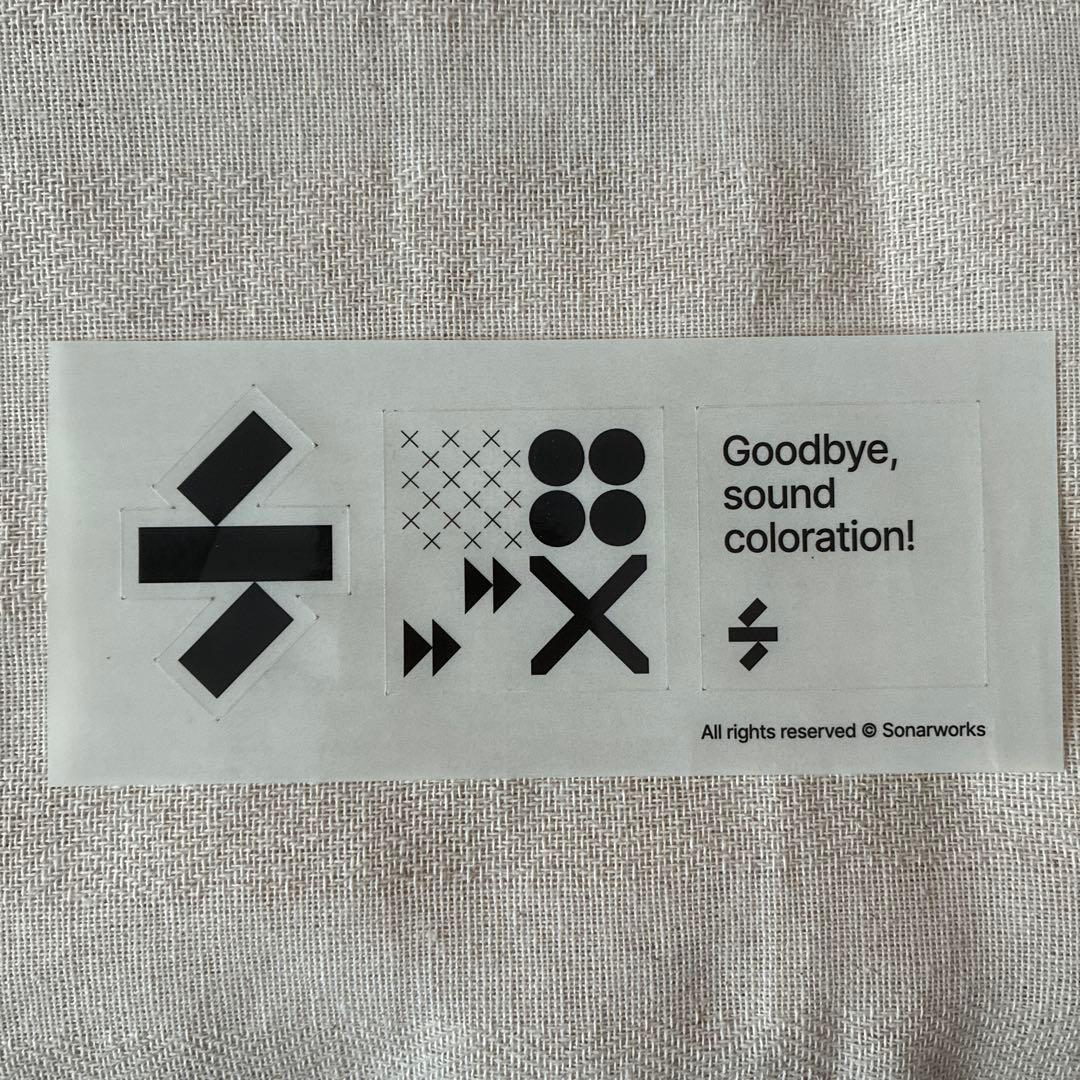 Goodbye,
sound
coloration!
All rights reserved © Sonarworks